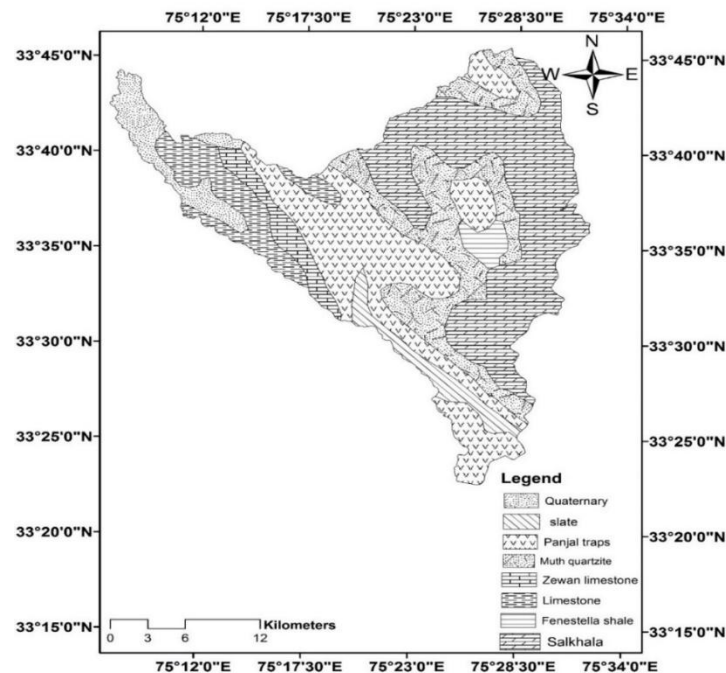 75°12'0"E 75°17'30"E 75°23'0"E 75°28'30"E 75°34'0"E
33°45'0"N N 33°45'0"N
W E
S
33°40'0"N 33°40'0"N
33°35'0"N 33°35'0"N
33°30'0"N 33°30'0"N
33°25'0"N 33°25'0"N
Legend
Quaternary
slate
33°20'0"N 33°20'0"N
Panjal traps
Muth quartzite
Zewan limestone
Limestone
Fenestella shale
33°15'0"N 33°15'0"N
Salkhala
Kilometers
0 3 6 12
75°12'0"E 75°17'30"E 75°23'0"E 75°28'30"E 75°34'0"E